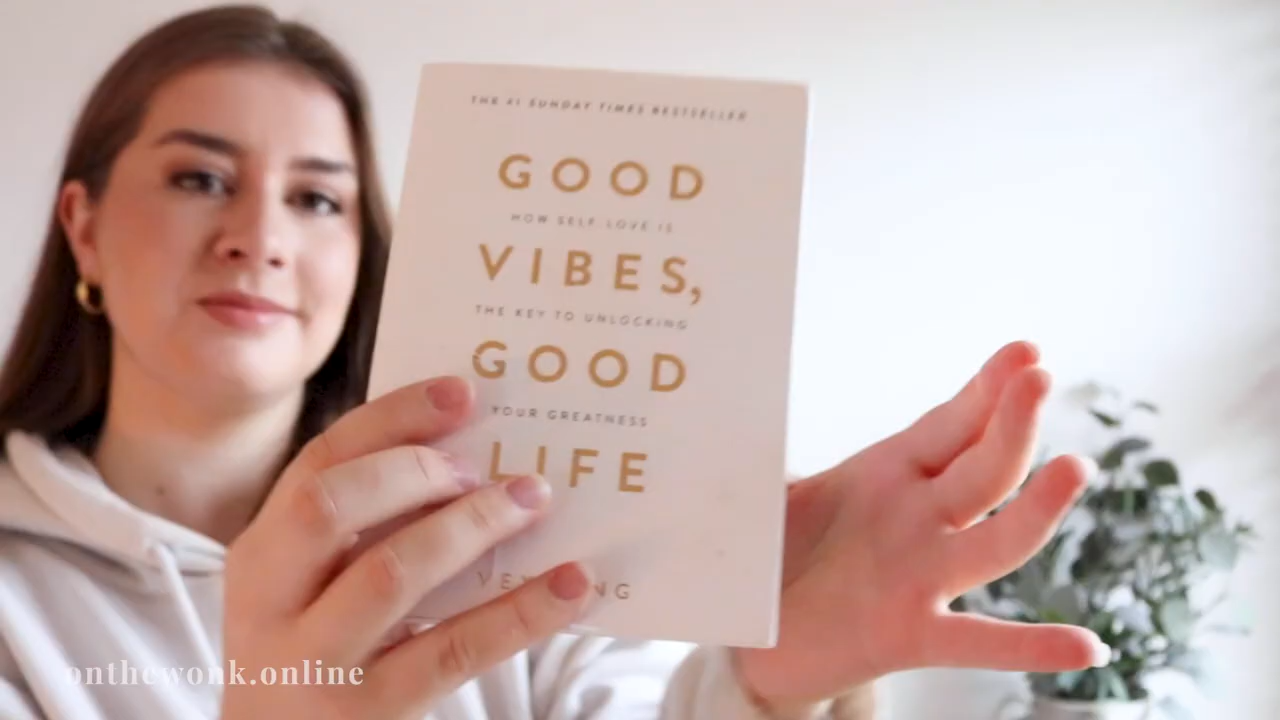 THE #1 SUNDAY TIMES BESTSELLER
GOOD
HOW SELF-LOVE IS
VIBES,
THE KEY TO UNLOCKING
GOOD
YOUR GREATNESS
LIFE
onthewonk.online